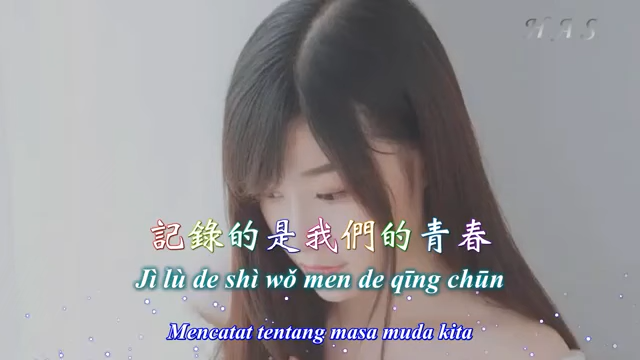 H A S
記錄的是我們的青春
Jì lù de shì wǒ men de qīng chūn
Mencatat tentang masa muda kita